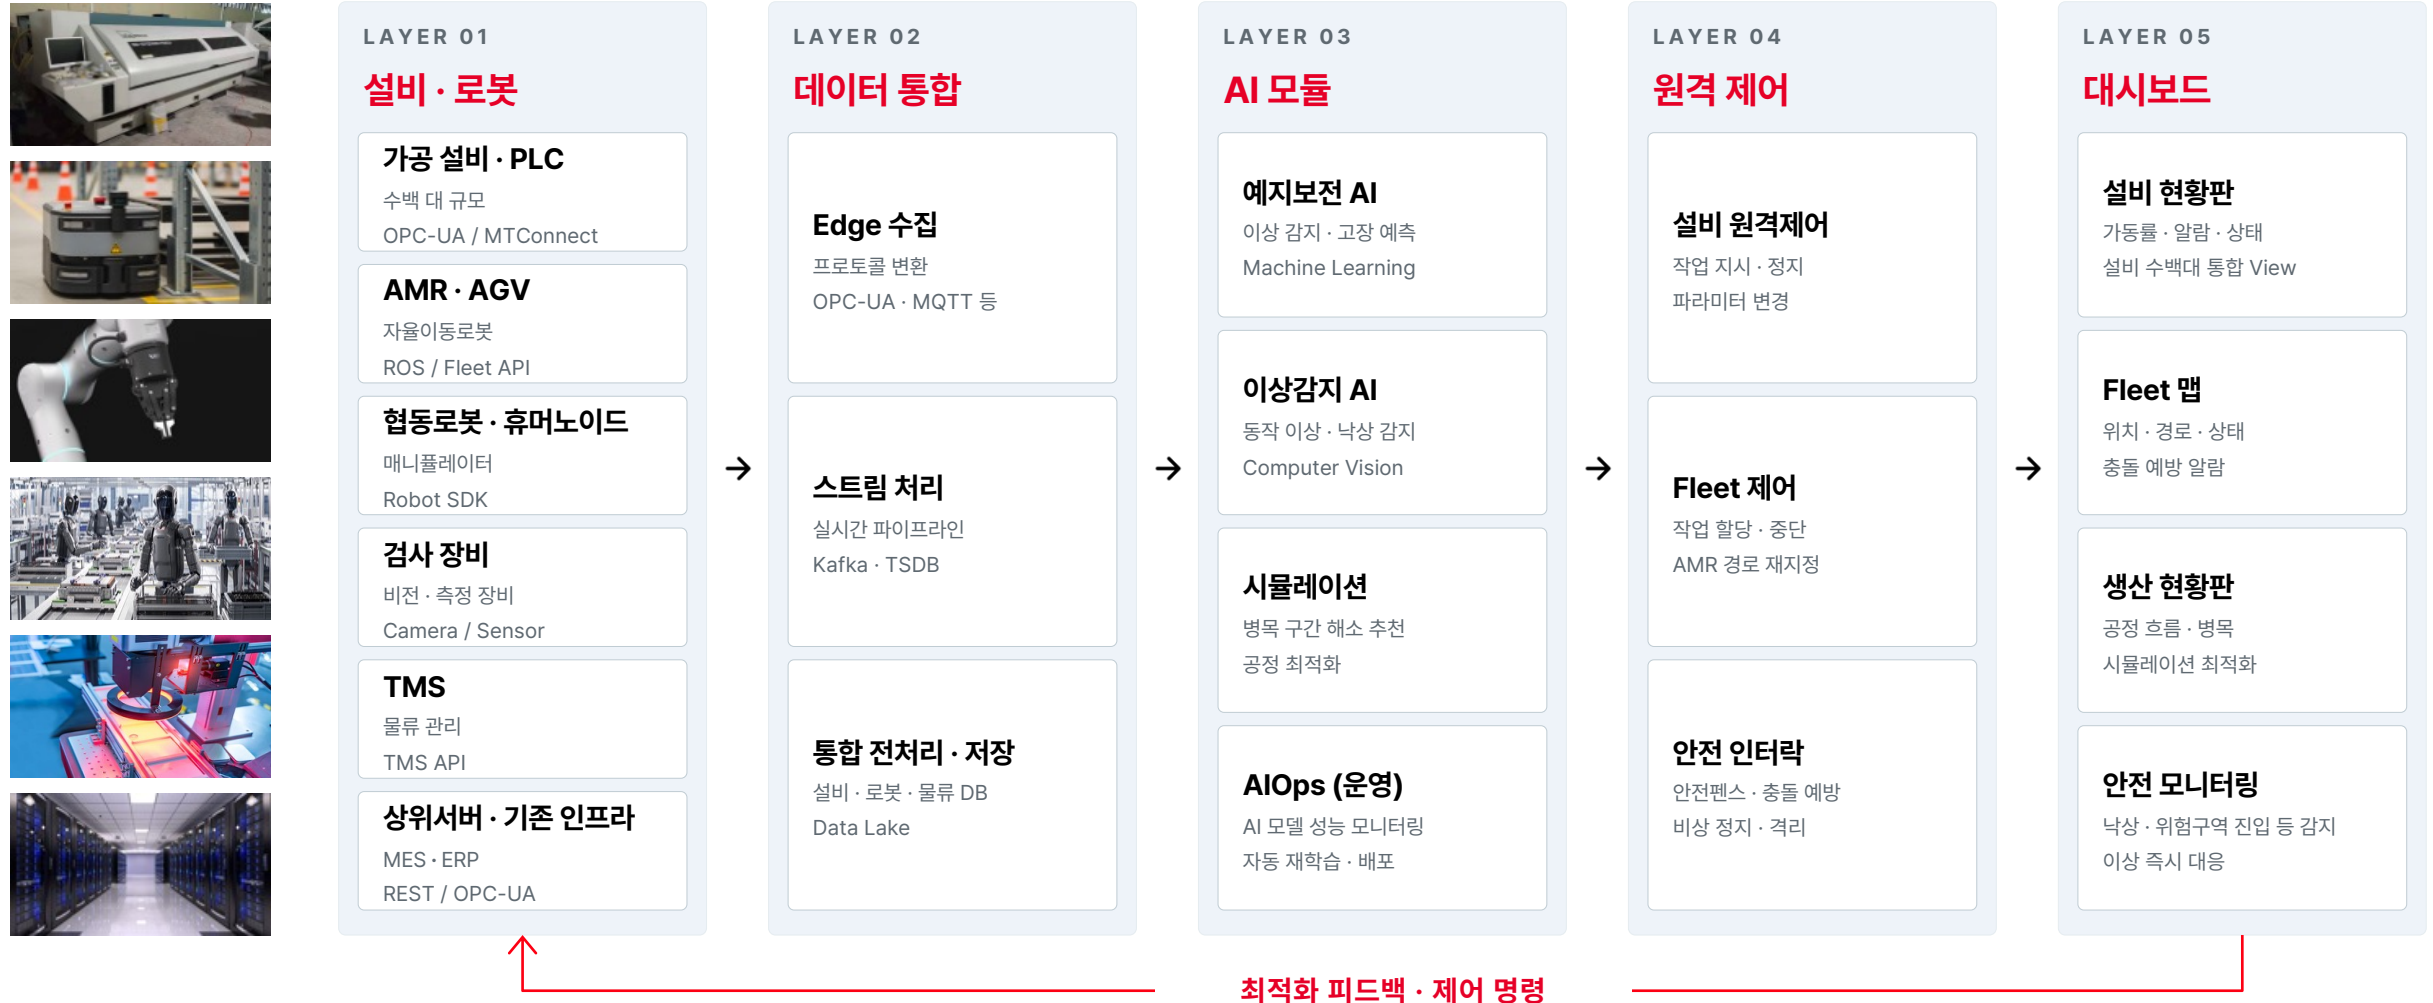 LAYER 01
설비 · 로봇
가공 설비 · PLC
수백 대 규모
OPC-UA / MTConnect
AMR · AGV
자율이동로봇
ROS / Fleet API
협동로봇 · 휴머노이드
매니퓰레이터
Robot SDK
검사 장비
비전 · 측정 장비
Camera / Sensor
TMS
물류 관리
TMS API
상위서버 · 기존 인프라
MES · ERP
REST / OPC-UA
LAYER 02
데이터 통합
Edge 수집
프로토콜 변환
OPC-UA · MQTT 등
스트림 처리
실시간 파이프라인
Kafka · TSDB
통합 전처리 · 저장
설비 · 로봇 · 물류 DB
Data Lake
LAYER 03
AI 모듈
예지보전 AI
이상 감지 · 고장 예측
Machine Learning
이상감지 AI
동작 이상 · 낙상 감지
Computer Vision
시뮬레이션
병목 구간 해소 추천
공정 최적화
AIOps (운영)
AI 모델 성능 모니터링
자동 재학습 · 배포
LAYER 04
원격 제어
설비 원격제어
작업 지시 · 정지
파라미터 변경
Fleet 제어
작업 할당 · 중단
AMR 경로 재지정
안전 인터락
안전펜스 · 충돌 예방
비상 정지 · 격리
LAYER 05
대시보드
설비 현황판
가동률 · 알람 · 상태
설비 수백대 통합 View
Fleet 맵
위치 · 경로 · 상태
충돌 예방 알람
생산 현황판
공정 흐름 · 병목
시뮬레이션 최적화
안전 모니터링
낙상 · 위험구역 진입 등 감지
이상 즉시 대응
최적화 피드백 · 제어 명령